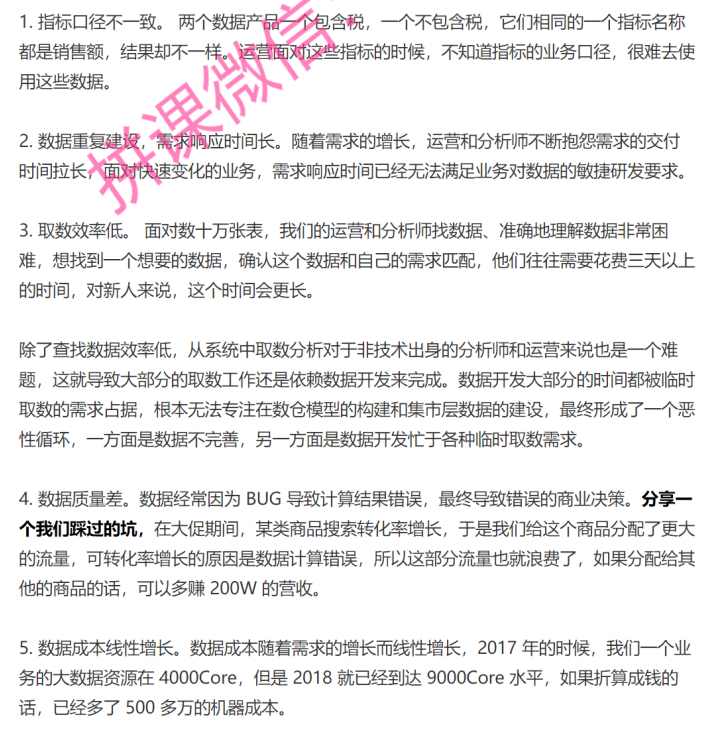 1. 指标口径不一致。 两个数据产品一个包含税，一个不包含税，它们相同的一个指标名称
都是销售额，结果却不一样。运营面对这些指标的时候，不知道指标的业务口径，很难去使
用这些数据。
2. 数据重复建设，需求响应时间长。随着需求的增长，运营和分析师不断抱怨需求的交付
时间拉长，面对快速变化的业务，需求响应时间已经无法满足业务对数据的敏捷研发要求。
3. 取数效率低。 面对数十万张表，我们的运营和分析师找数据、准确地理解数据非常困
难，想找到一个想要的数据，确认这个数据和自己的需求匹配，他们往往需要花费三天以上
的时间，对新人来说，这个时间会更长。
除了查找数据效率低，从系统中取数分析对于非技术出身的分析师和运营来说也是一个难
题，这就导致大部分的取数工作还是依赖数据开发来完成。数据开发大部分的时间都被临时
取数的需求占据，根本无法专注在数仓模型的构建和集市层数据的建设，最终形成了一个恶
性循环，一方面是数据不完善，另一方面是数据开发忙于各种临时取数需求。
4. 数据质量差。数据经常因为 BUG 导致计算结果错误，最终导致错误的商业决策。分享一
个我们踩过的坑，在大促期间，某类商品搜索转化率增长，于是我们给这个商品分配了更大
的流量，可转化率增长的原因是数据计算错误，所以这部分流量也就浪费了，如果分配给其
他的商品的话，可以多赚 200W 的营收。
5. 数据成本线性增长。数据成本随着需求的增长而线性增长，2017 年的时候，我们一个业
务的大数据资源在 4000Core，但是 2018 就已经到达 9000Core 水平，如果折算成钱的
话，已经多了 500 多万的机器成本。
拼课微信